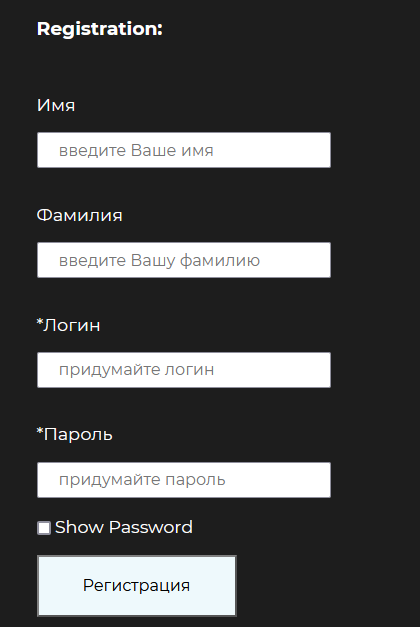 Registration:
Имя
введите Ваше имя
Фамилия
введите Вашу фамилию
*Логин
придумайте логин
*Пароль
придумайте пароль
Show Password
Регистрация